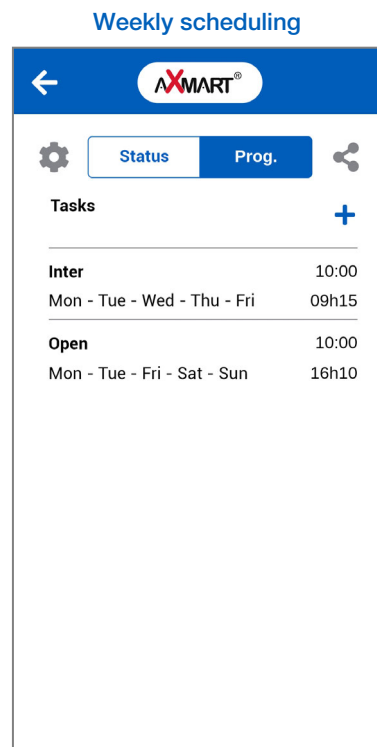 Weekly scheduling
AXMART®
Status Prog.
Tasks
Inter 10:00
Mon - Tue - Wed - Thu - Fri 09h15
Open 10:00
Mon - Tue - Fri - Sat - Sun 16h10